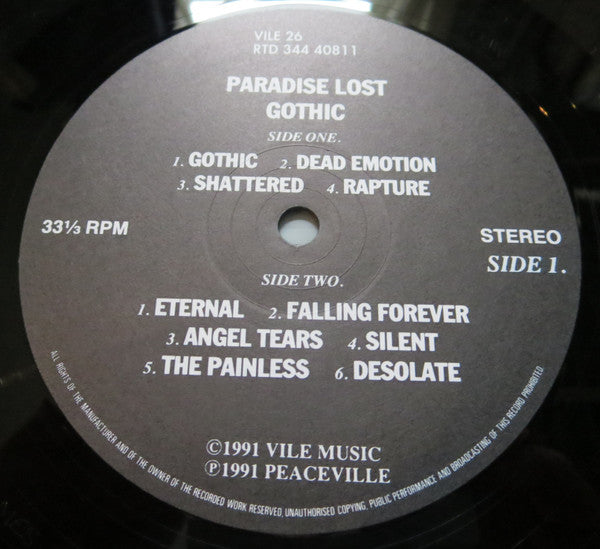 VILE 26
RTD 344 40811
PARADISE LOST
GOTHIC
SIDE ONE.
1. GOTHIC 2. DEAD EMOTION
3. SHATTERED 4. RAPTURE
33⅓ RPM
STEREO
SIDE 1.
SIDE TWO.
1. ETERNAL 2. FALLING FOREVER
3. ANGEL TEARS 4. SILENT
5. THE PAINLESS 6. DESOLATE
©1991 VILE MUSIC
℗1991 PEACEVILLE
ALL RIGHTS OF THE MANUFACTURER AND OF THE OWNER OF THE RECORDED WORK RESERVED, UNAUTHORISED COPYING, PUBLIC PERFORMANCE AND BROADCASTING OF THIS RECORD PROHIBITED